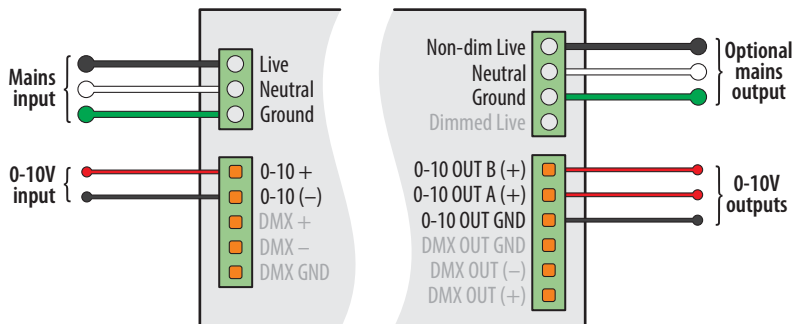 Mains
input
Live
Neutral
Ground
0-10V
input
0-10 +
0-10 (–)
DMX +
DMX –
DMX GND
Non-dim Live
Neutral
Ground
Dimmed Live
Optional
mains
output
0-10 OUT B (+)
0-10 OUT A (+)
0-10 OUT GND
DMX OUT GND
DMX OUT (–)
DMX OUT (+)
0-10V
outputs